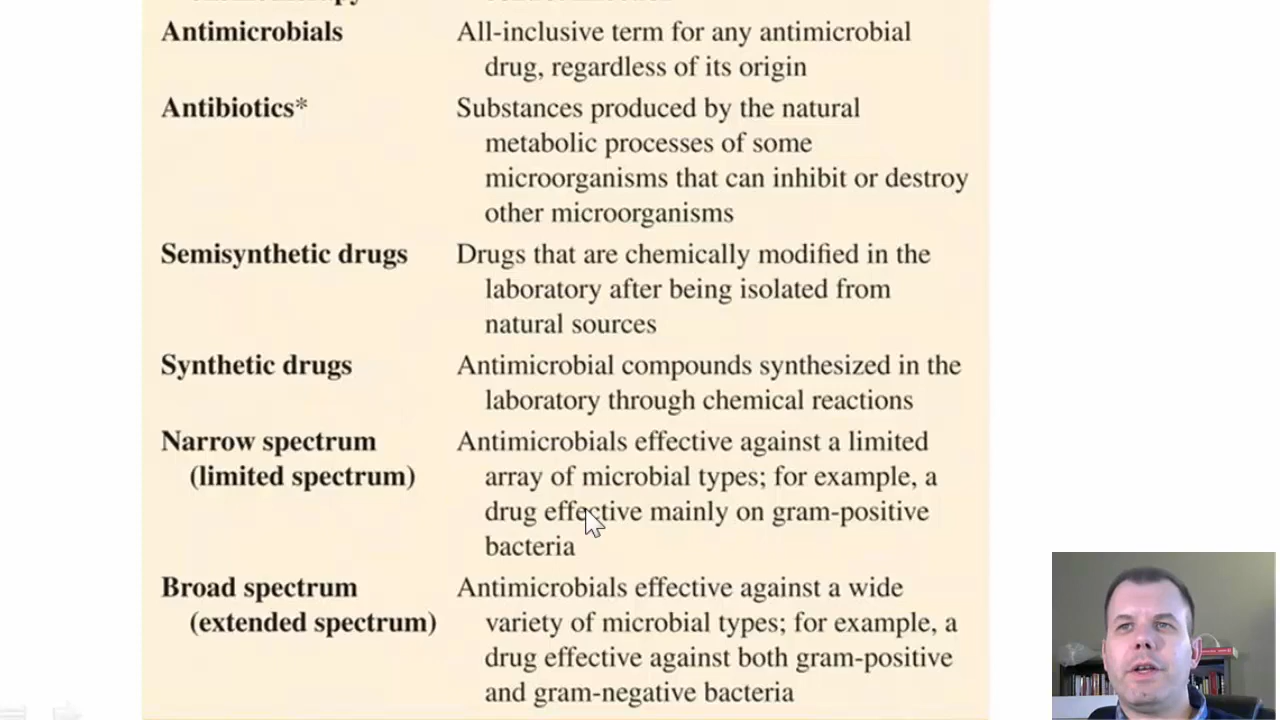 Antimicrobials All-inclusive term for any antimicrobial
drug, regardless of its origin
Antibiotics* Substances produced by the natural
metabolic processes of some
microorganisms that can inhibit or destroy
other microorganisms
Semisynthetic drugs Drugs that are chemically modified in the
laboratory after being isolated from
natural sources
Synthetic drugs Antimicrobial compounds synthesized in the
laboratory through chemical reactions
Narrow spectrum Antimicrobials effective against a limited
(limited spectrum) array of microbial types; for example, a
drug effective mainly on gram-positive
bacteria
Broad spectrum Antimicrobials effective against a wide
(extended spectrum) variety of microbial types; for example, a
drug effective against both gram-positive
and gram-negative bacteria